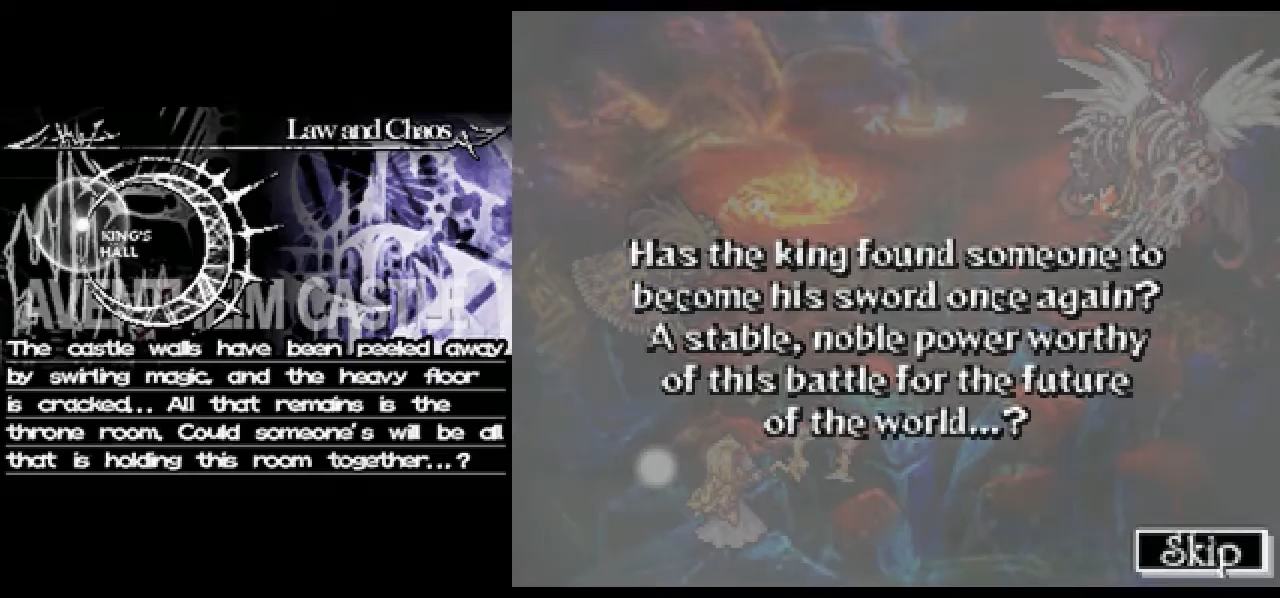 Law and Chaos
KING'S
HALL
AVENTHEIM CASTLE
The castle walls have been peeled away
by swirling magic, and the heavy floor
is cracked... All that remains is the
throne room. Could someone's will be all
that is holding this room together...?
Has the king found someone to
become his sword once again?
A stable, noble power worthy
of this battle for the future
of the world...?
Skip